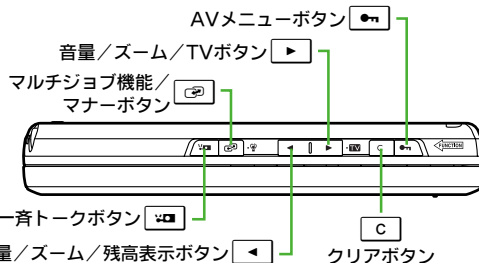 AVメニューボタン
音量／ズーム／TVボタン
マルチジョブ機能／
マナーボタン
TV C FUNCTION
一斉トークボタン
量／ズーム／残高表示ボタン
C
クリアボタン